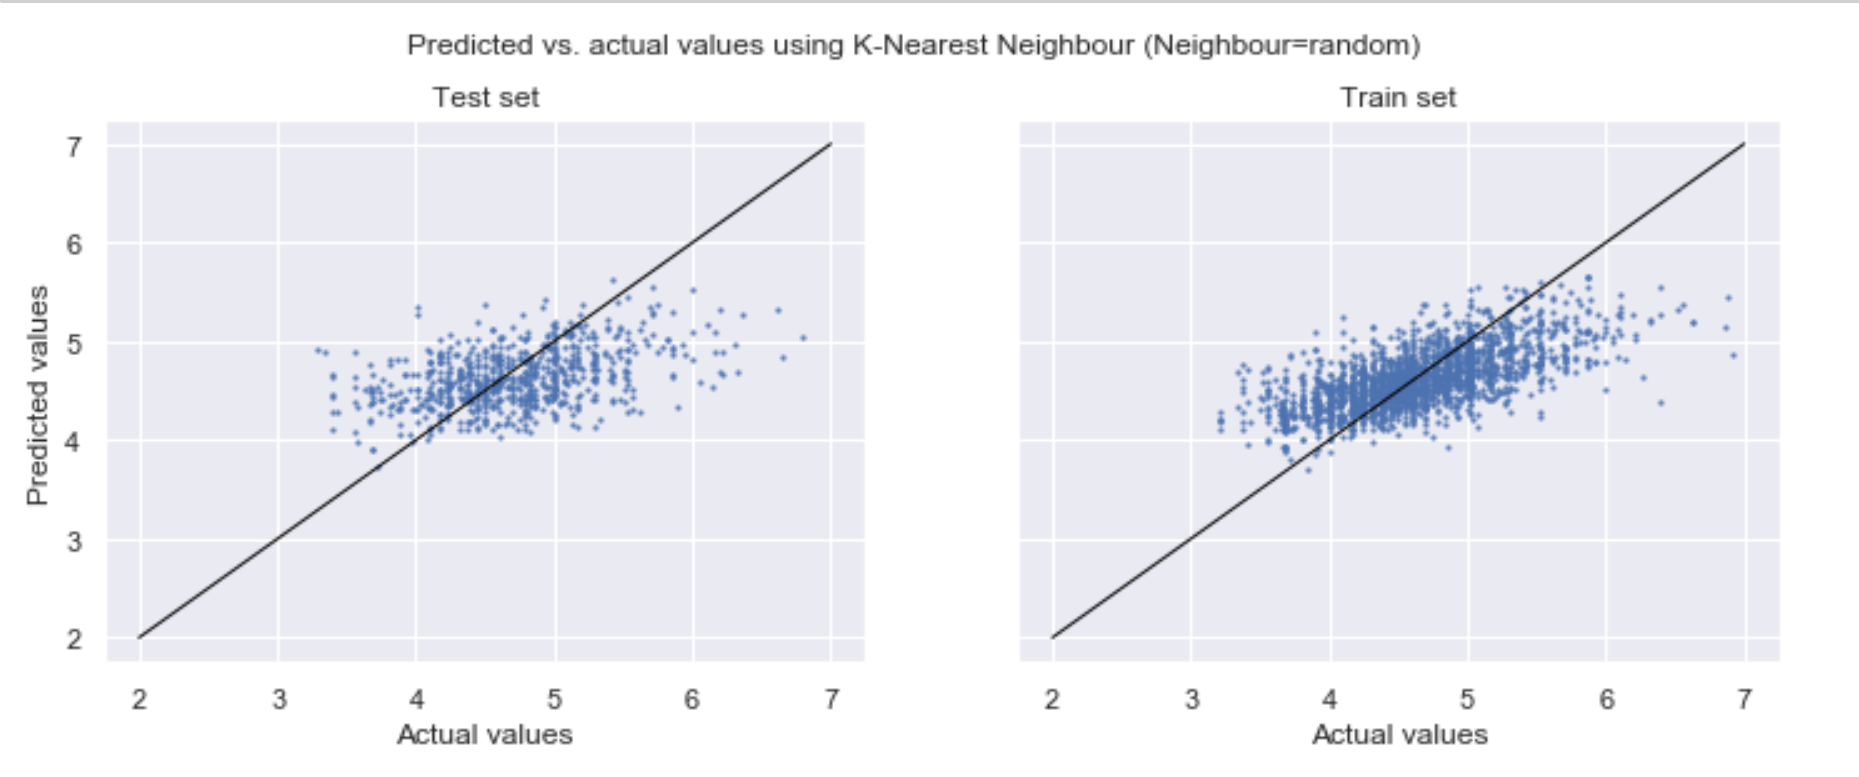 Predicted vs. actual values using K-Nearest Neighbour (Neighbour=random)
Test set
Train set
7
6
5
4
3
2
Predicted values
2 3 4 5 6 7
Actual values
2 3 4 5 6 7
Actual values